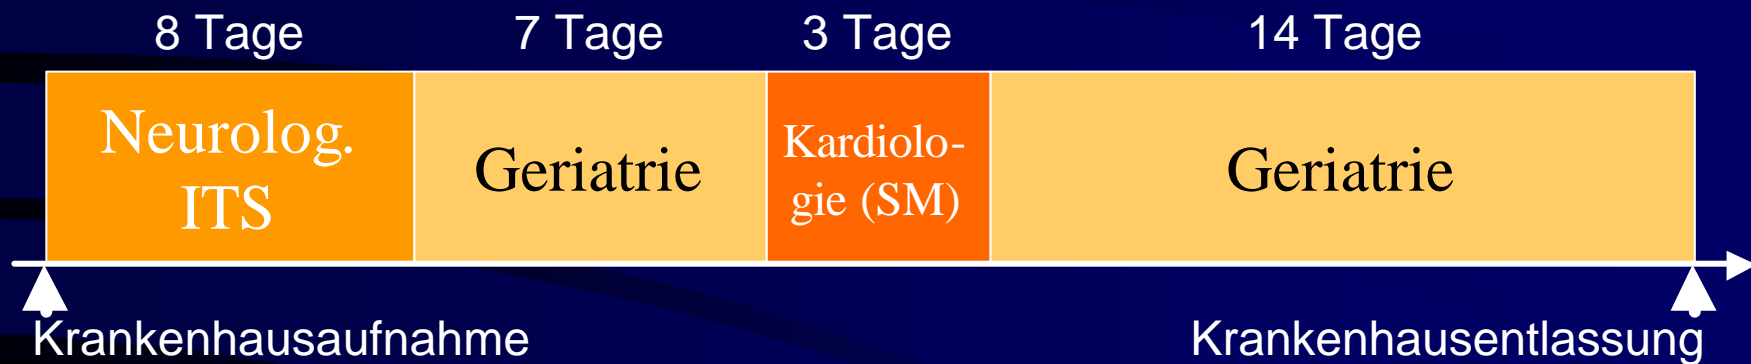 8 Tage
7 Tage
3 Tage
14 Tage
Neurolog.
ITS
Geriatrie
Kardiolo-
gie (SM)
Geriatrie
Krankenhausaufnahme
Krankenhausentlassung